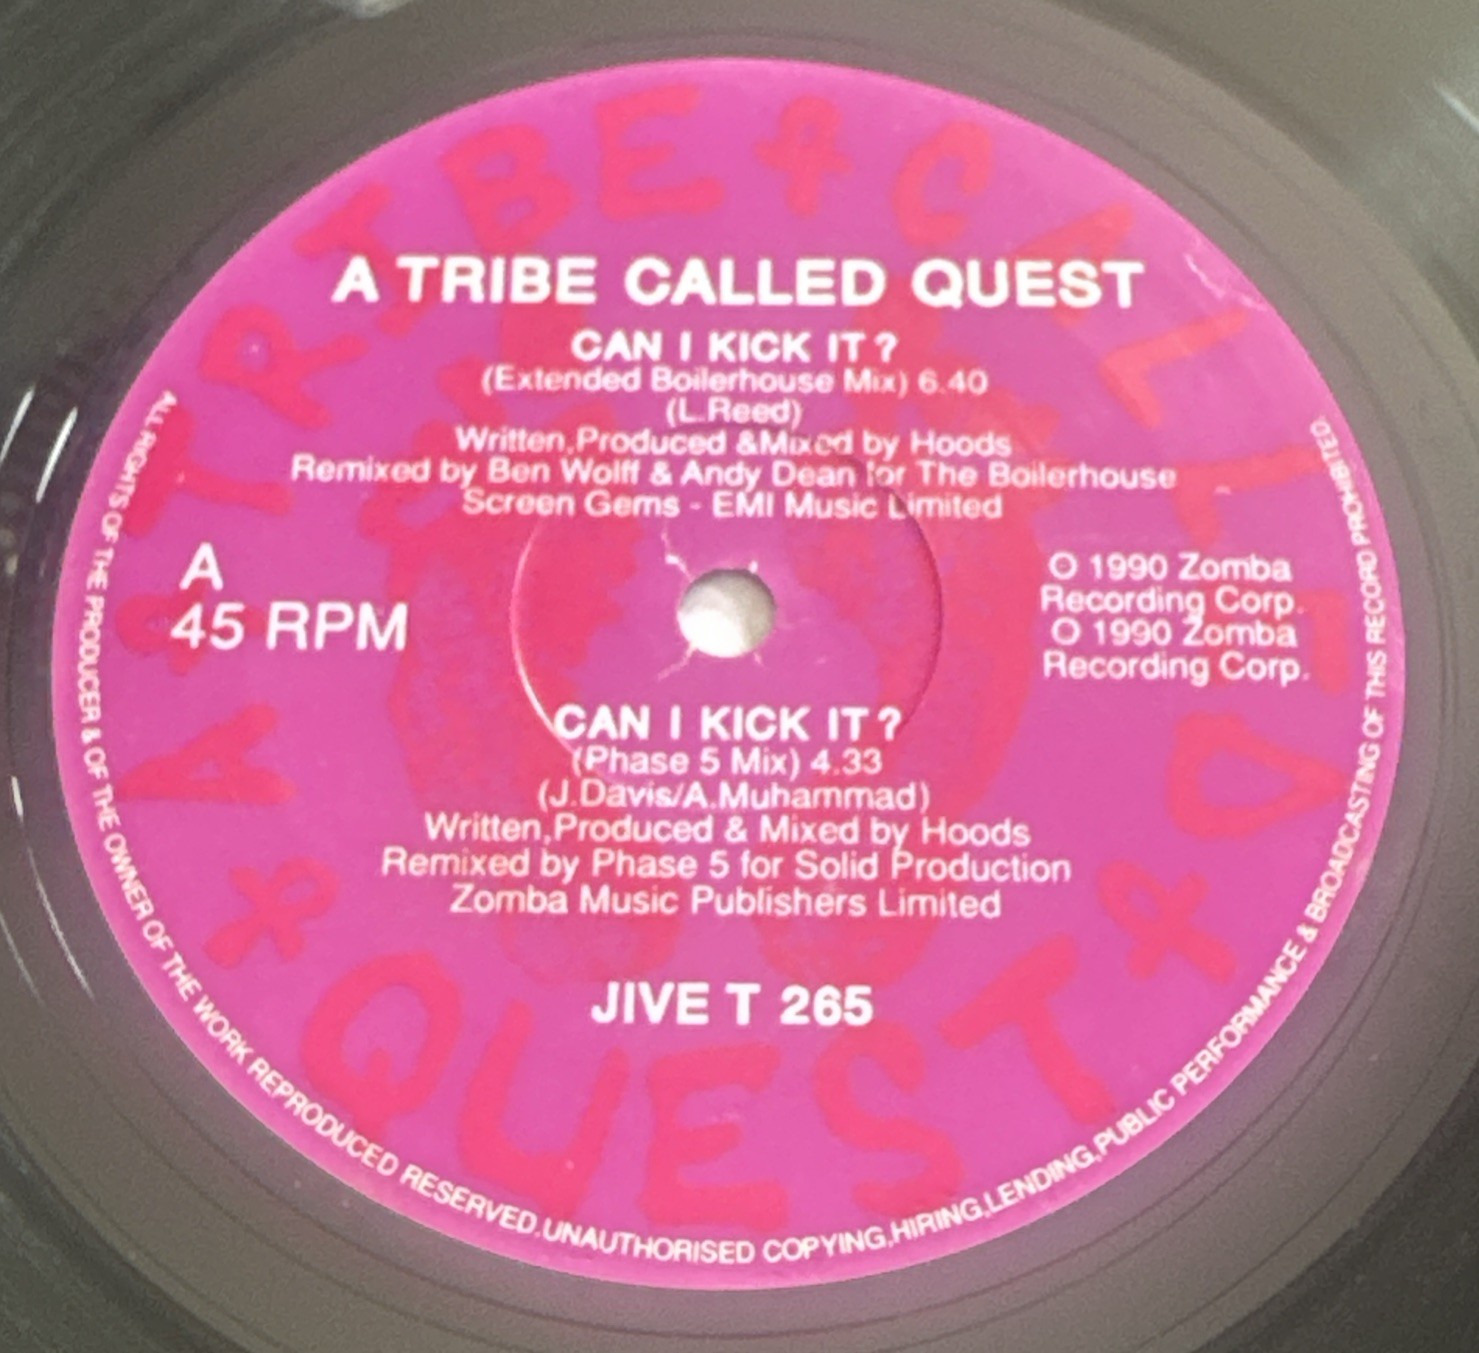 A TRIBE CALLED QUEST
CAN I KICK IT?
(Extended Boilerhouse Mix) 6.40
(L.Reed)
Written,Produced &Mixed by Hoods
Remixed by Ben Wolff & Andy Dean for The Boilerhouse
Screen Gems - EMI Music Limited
A
45 RPM
℗ 1990 Zomba
Recording Corp.
© 1990 Zomba
Recording Corp.
CAN I KICK IT?
(Phase 5 Mix) 4.33
(J.Davis/A.Muhammad)
Written,Produced & Mixed by Hoods
Remixed by Phase 5 for Solid Production
Zomba Music Publishers Limited
JIVE T 265
ALL RIGHTS OF THE PRODUCER & OF THE OWNER OF THE WORK REPRODUCED RESERVED.UNAUTHORISED COPYING,HIRING,LENDING,PUBLIC PERFORMANCE & BROADCASTING OF THIS RECORD PROHIBITED
A TRIBE CALLED QUEST